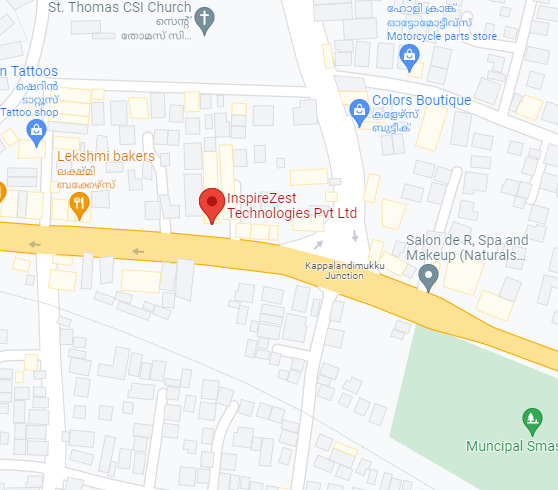 St. Thomas CSI Church
സെന്റ്
തോമസ് സി...
ഹോളി ക്രാങ്ക്
ഓട്ടോമോട്ടീവ്സ്
Motorcycle parts store
n Tattoos
ഷെറിൻ
ടാറ്റൂസ്
Tattoo shop
Colors Boutique
കളേഴ്സ്
ബുട്ടീക്
Lekshmi bakers
ലക്ഷ്മി
ബക്കേഴ്സ്
InspireZest
Technologies Pvt Ltd
Salon de R, Spa and
Makeup (Naturals...
Kappalandimukku
Junction
Muncipal Smas